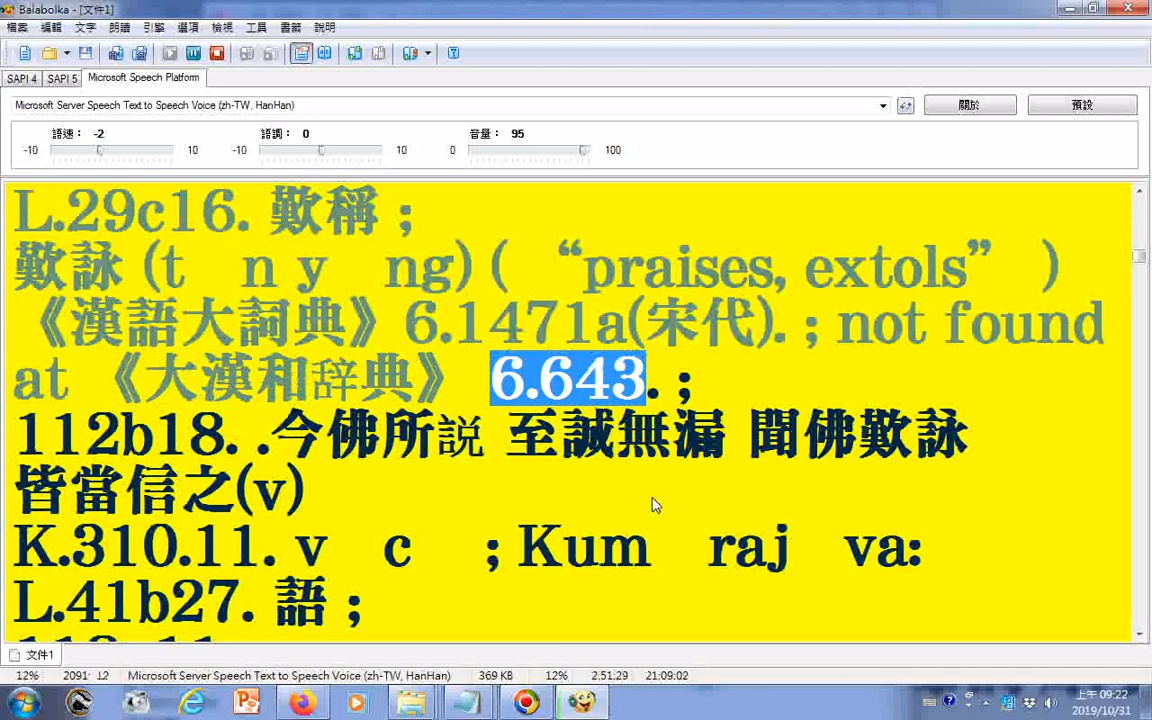 Balabolka - [文件1]
檔案 編輯 文字 朗讀 引擎 選項 檢視 工具 書籤 說明
SAPI 4 SAPI 5 Microsoft Speech Platform
Microsoft Server Speech Text to Speech Voice (zh-TW, HanHan) 關於 預設
語速： -2 語調： 0 音量： 95
-10 10 -10 10 0 100
L.29c16. 歎稱 ;
歎詠 (t n y ng) ( “praises, extols” )
《漢語大詞典》 6.1471a(宋代). ; not found
at 《大漢和辞典》 6.643. ;
112b18. .今佛所説 至誠無漏 聞佛歎詠
皆當信之(v)
K.310.11. v c ; Kum raj va:
L.41b27. 語 ;
文件1
12% 2091: 12 Microsoft Server Speech Text to Speech Voice (zh-TW, HanHan) 369 KB 12% 2:51:29 21:09:02
上午 09:22
2019/10/31